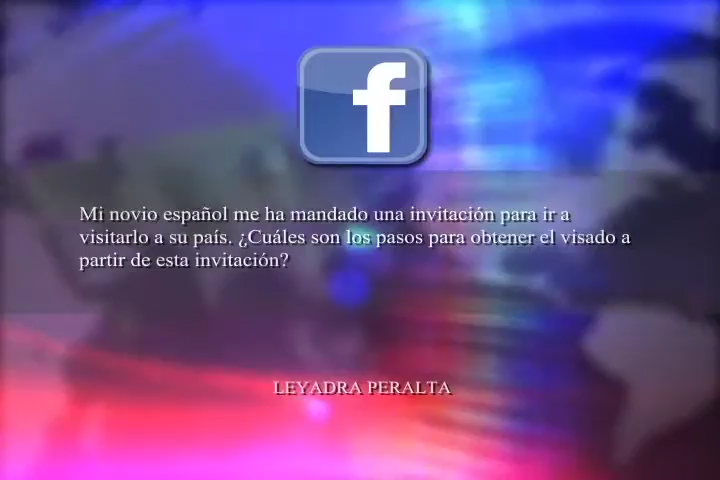 f
Mi novio español me ha mandado una invitación para ir a
visitarlo a su país. ¿Cuáles son los pasos para obtener el visado a
partir de esta invitación?
LEYADRA PERALTA